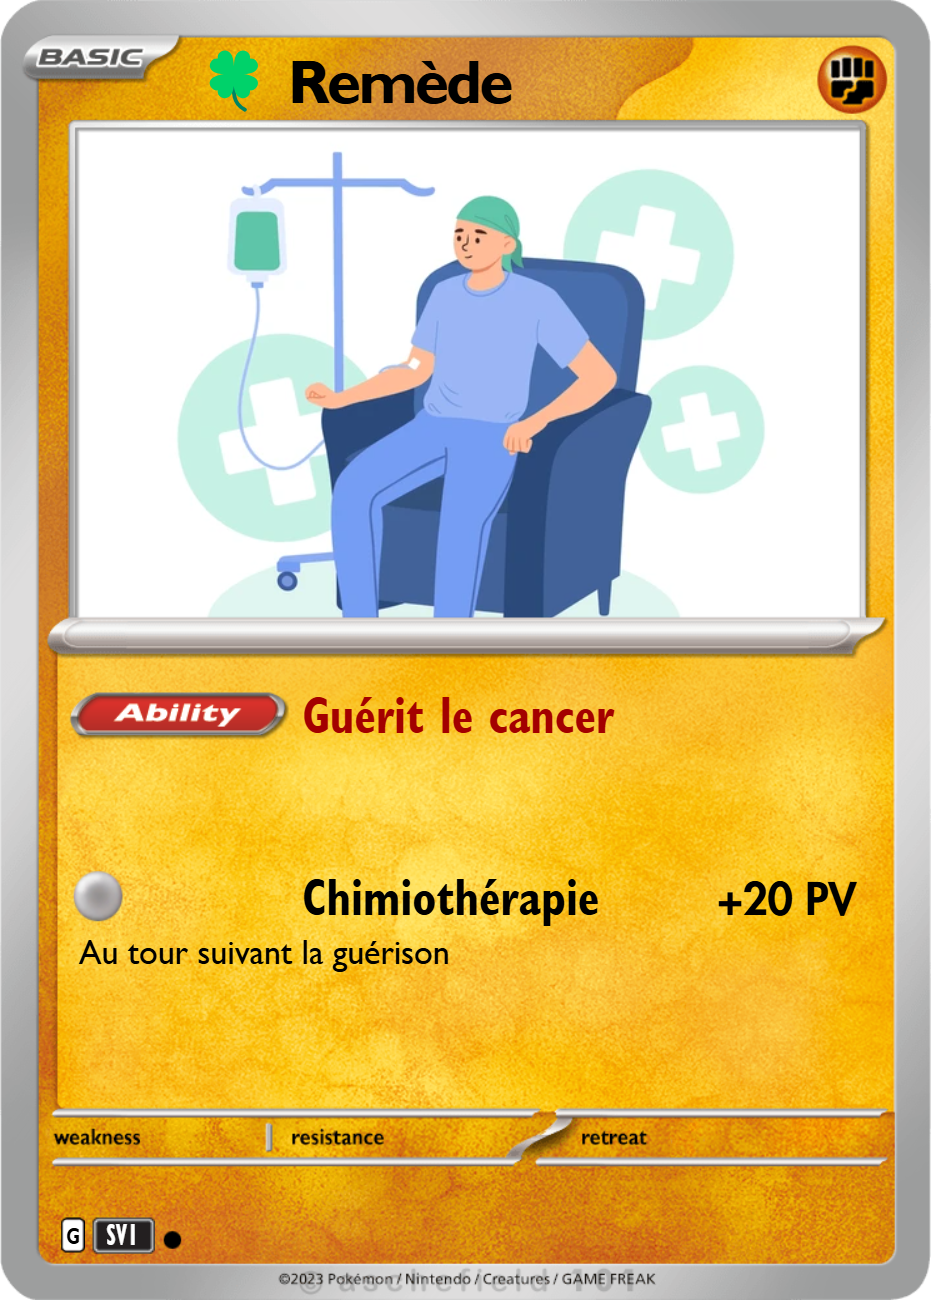 BASIC
🍀 Remède
Ability Guérit le cancer
Chimiothérapie +20 PV
Au tour suivant la guérison
weakness resistance retreat
G SVI
©2023 Pokémon / Nintendo / Creatures / GAME FREAK